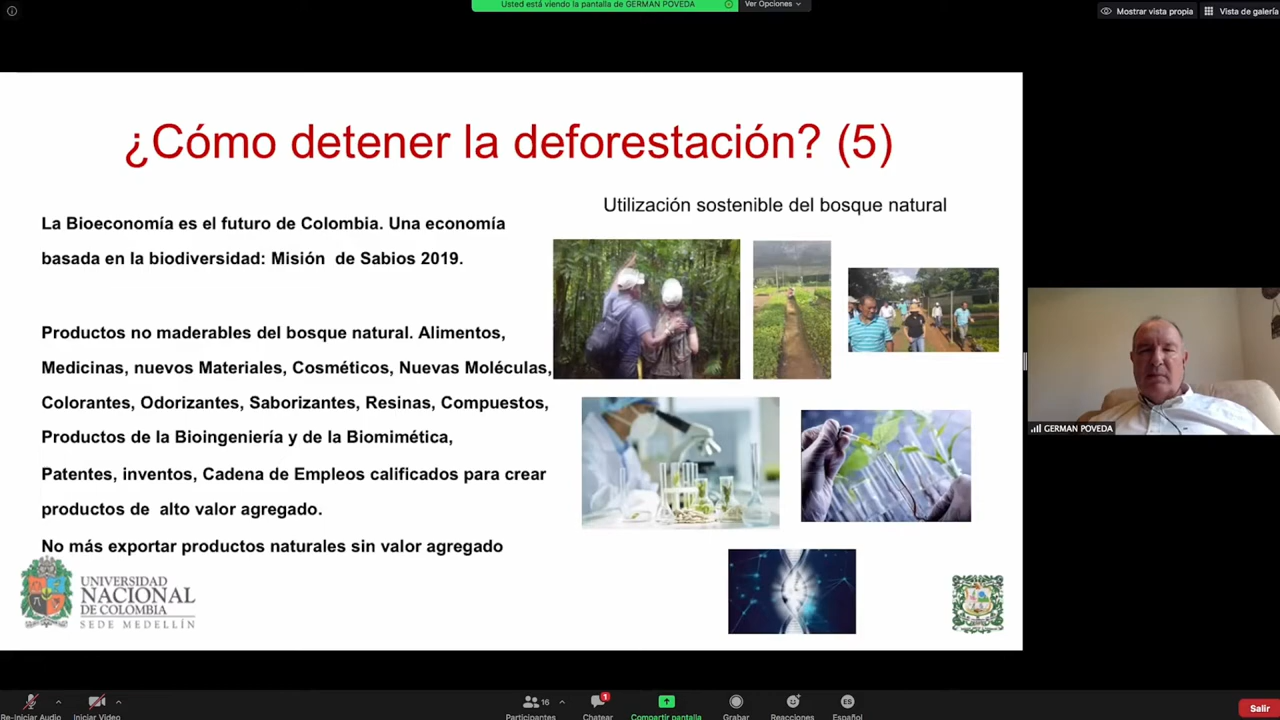 Usted está viendo la pantalla de GERMAN POVEDA
Ver Opciones
Mostrar vista propia
Vista de galería
¿Cómo detener la deforestación? (5)
Utilización sostenible del bosque natural
La Bioeconomía es el futuro de Colombia. Una economía
basada en la biodiversidad: Misión de Sabios 2019.
Productos no maderables del bosque natural. Alimentos,
Medicinas, nuevos Materiales, Cosméticos, Nuevas Moléculas,
Colorantes, Odorizantes, Saborizantes, Resinas, Compuestos,
Productos de la Bioingeniería y de la Biomimética,
Patentes, inventos, Cadena de Empleos calificados para crear
productos de alto valor agregado.
No más exportar productos naturales sin valor agregado
UNIVERSIDAD
NACIONAL
DE COLOMBIA
SEDE MEDELLÍN
GERMAN POVEDA
Re-Iniciar Audio
Iniciar Video
16
Participantes
1
Chatear
Compartir pantalla
Grabar
Reacciones
ES
Español
Salir